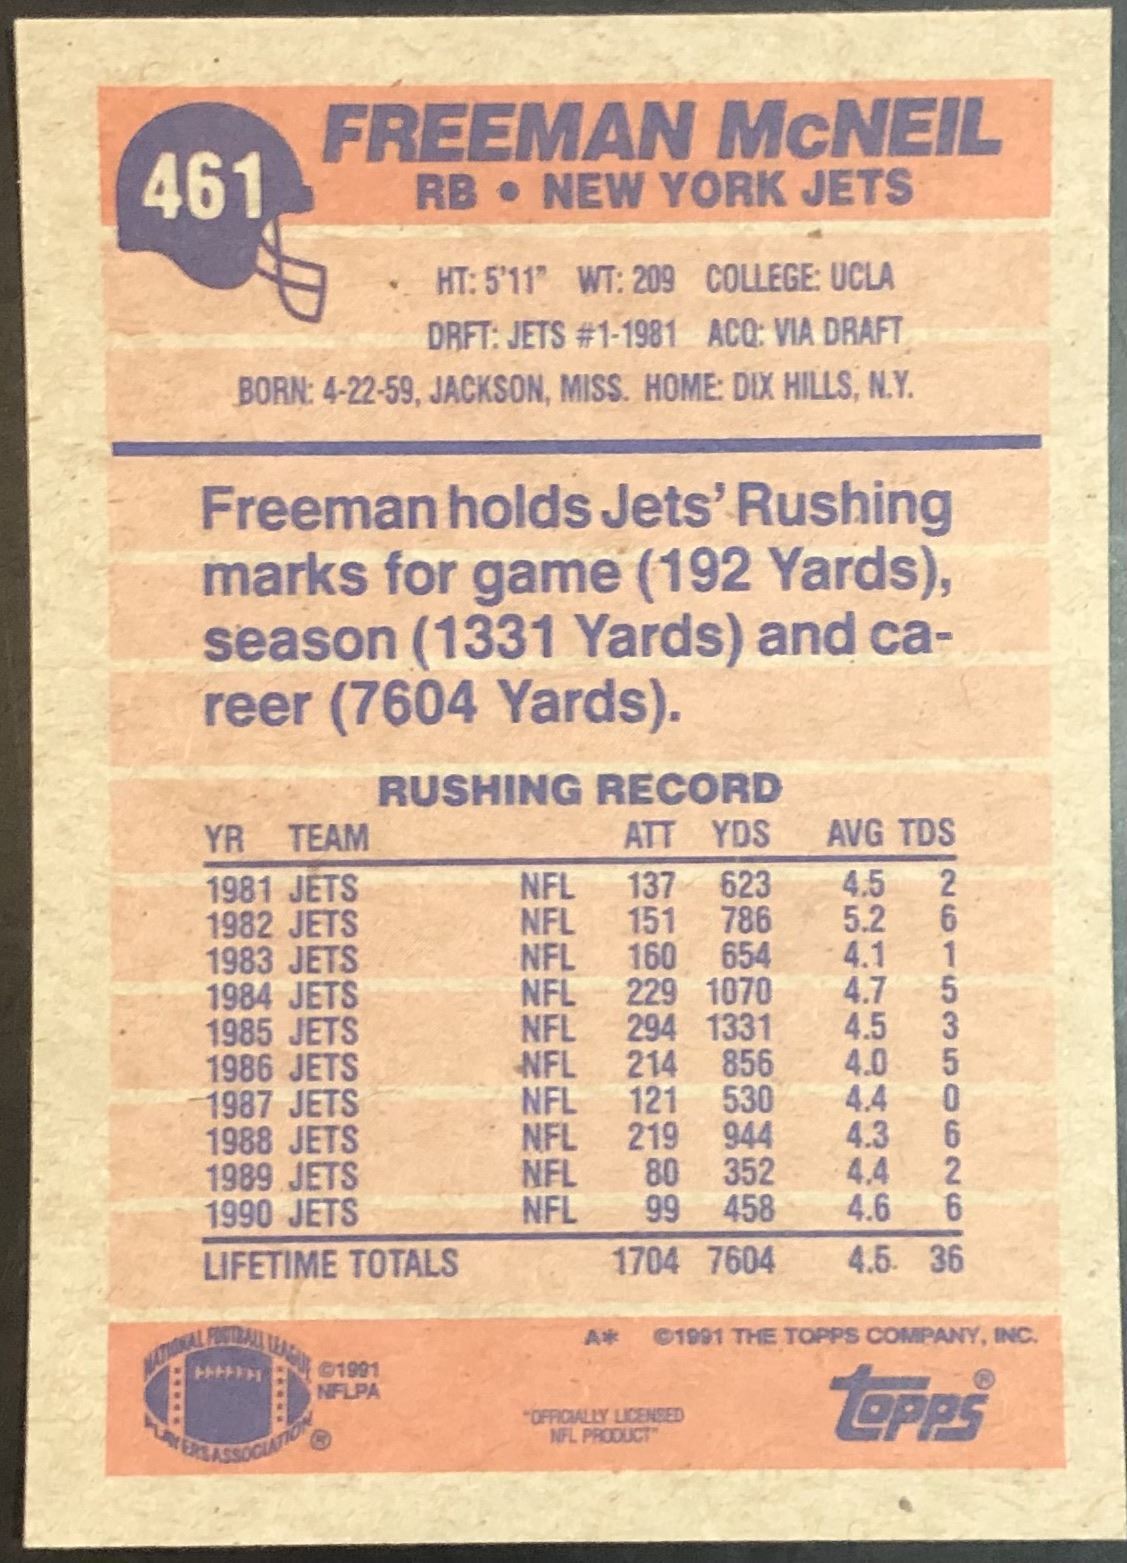 461
FREEMAN McNEIL
RB • NEW YORK JETS
HT: 5'11" WT: 209 COLLEGE: UCLA
DRFT: JETS #1-1981 ACQ: VIA DRAFT
BORN: 4-22-59, JACKSON, MISS. HOME: DIX HILLS, N.Y.
Freeman holds Jets' Rushing
marks for game (192 Yards),
season (1331 Yards) and ca-
reer (7604 Yards).
RUSHING RECORD
YR TEAM ATT YDS AVG TDS
1981 JETS NFL 137 623 4.5 2
1982 JETS NFL 151 786 5.2 6
1983 JETS NFL 160 654 4.1 1
1984 JETS NFL 229 1070 4.7 5
1985 JETS NFL 294 1331 4.5 3
1986 JETS NFL 214 856 4.0 5
1987 JETS NFL 121 530 4.4 0
1988 JETS NFL 219 944 4.3 6
1989 JETS NFL 80 352 4.4 2
1990 JETS NFL 99 458 4.6 6
LIFETIME TOTALS 1704 7604 4.5 36
A* ©1991 THE TOPPS COMPANY, INC.
NATIONAL FOOTBALL LEAGUE
PLAYERS ASSOCIATION ®
©1991
NFLPA
"OFFICIALLY LICENSED
NFL PRODUCT"
topps®